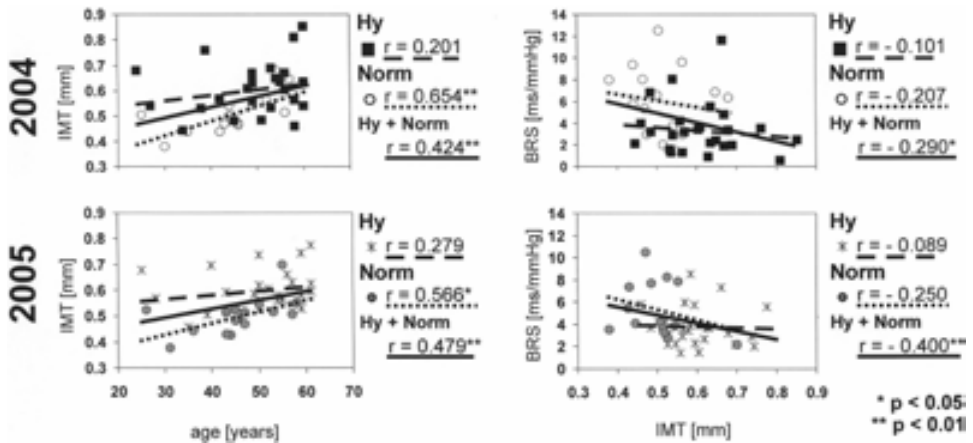 2004
IMT [mm]
0.9
0.8
0.7
0.6
0.5
0.4
0.3
Hy
r = 0.201
Norm
r = 0.654**
Hy + Norm
r = 0.424**
BRS [ms/mmHg]
14
12
10
8
6
4
2
0
Hy
r = - 0.101
Norm
r = - 0.207
Hy + Norm
r = - 0.290*
2005
IMT [mm]
0.9
0.8
0.7
0.6
0.5
0.4
0.3
20 30 40 50 60 70
age [years]
Hy
r = 0.279
Norm
r = 0.566*
Hy + Norm
r = 0.479**
BRS [ms/mmHg]
14
12
10
8
6
4
2
0
0.3 0.4 0.5 0.6 0.7 0.8 0.9
IMT [mm]
Hy
r = - 0.089
Norm
r = - 0.250
Hy + Norm
r = - 0.400**
* p < 0.05
** p < 0.01